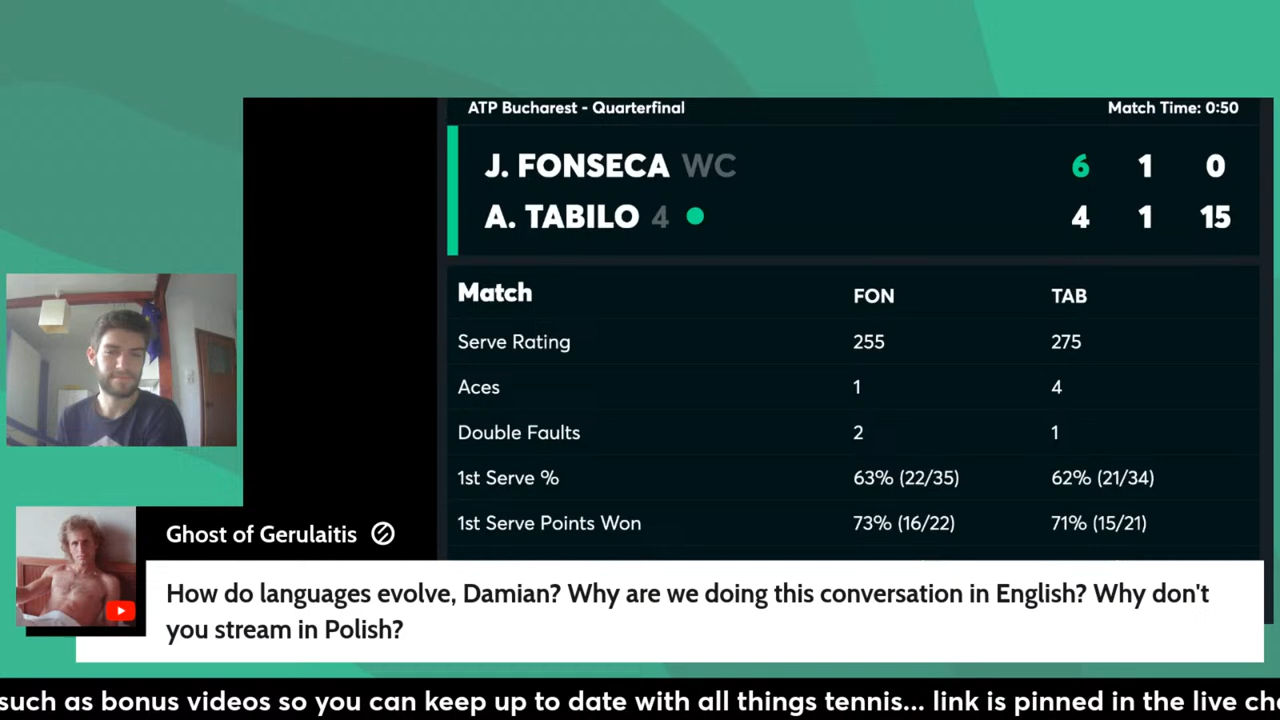 ATP Bucharest - Quarterfinal Match Time: 0:50
J. FONSECA WC 6 1 0
A. TABILO 4 4 1 15
Match FON TAB
Serve Rating 255 275
Aces 1 4
Double Faults 2 1
1st Serve % 63% (22/35) 62% (21/34)
1st Serve Points Won 73% (16/22) 71% (15/21)
Ghost of Gerulaitis
How do languages evolve, Damian? Why are we doing this conversation in English? Why don't
you stream in Polish?
such as bonus videos so you can keep up to date with all things tennis... link is pinned in the live cha